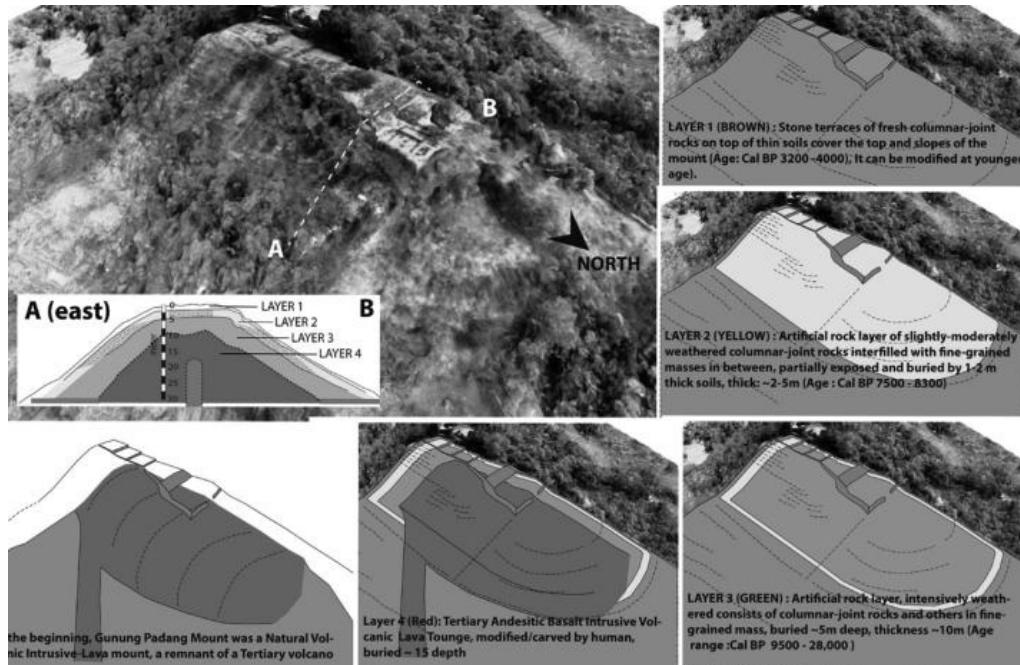 B
A
NORTH
A (east)
B
LAYER 1
LAYER 2
LAYER 3
LAYER 4
0
5
10
15
20
25
30
LAYER 1 (BROWN) : Stone terraces of fresh columnar-joint
rocks on top of thin soils cover the top and slopes of
the mount (Age: Cal BP 3200 -4000), It can be modified at younger
age).
LAYER 2 (YELLOW) : Artificial rock layer of slightly-moderately
weathered columnar-joint rocks interfilled with fine-grained
masses in between, partially exposed and buried by 1-2 m
thick soils, thick: ~2-5m (Age : Cal BP 7500 - 8300)
the beginning, Gunung Padang Mount was a Natural Vol-
nic Intrusive-Lava mount, a remnant of a Tertiary volcano
Layer 4 (Red): Tertiary Andesitic Basalt Intrusive Vol-
canic Lava Tounge, modified/carved by human,
buried ~ 15 depth
LAYER 3 (GREEN) : Artificial rock layer, intensively weath-
ered consists of columnar-joint rocks and others in fine-
grained mass, buried ~5m deep, thickness ~10m (Age
range :Cal BP 9500 - 28,000 )